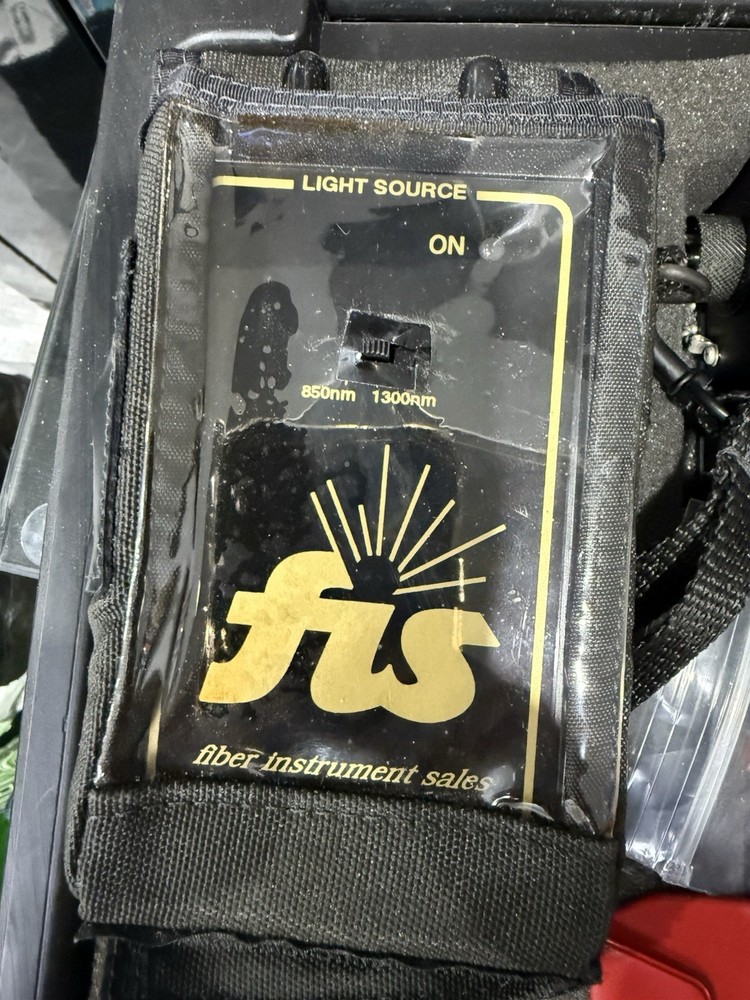 LIGHT SOURCE
ON
850nm 1300nm
fis
fiber instrument sales